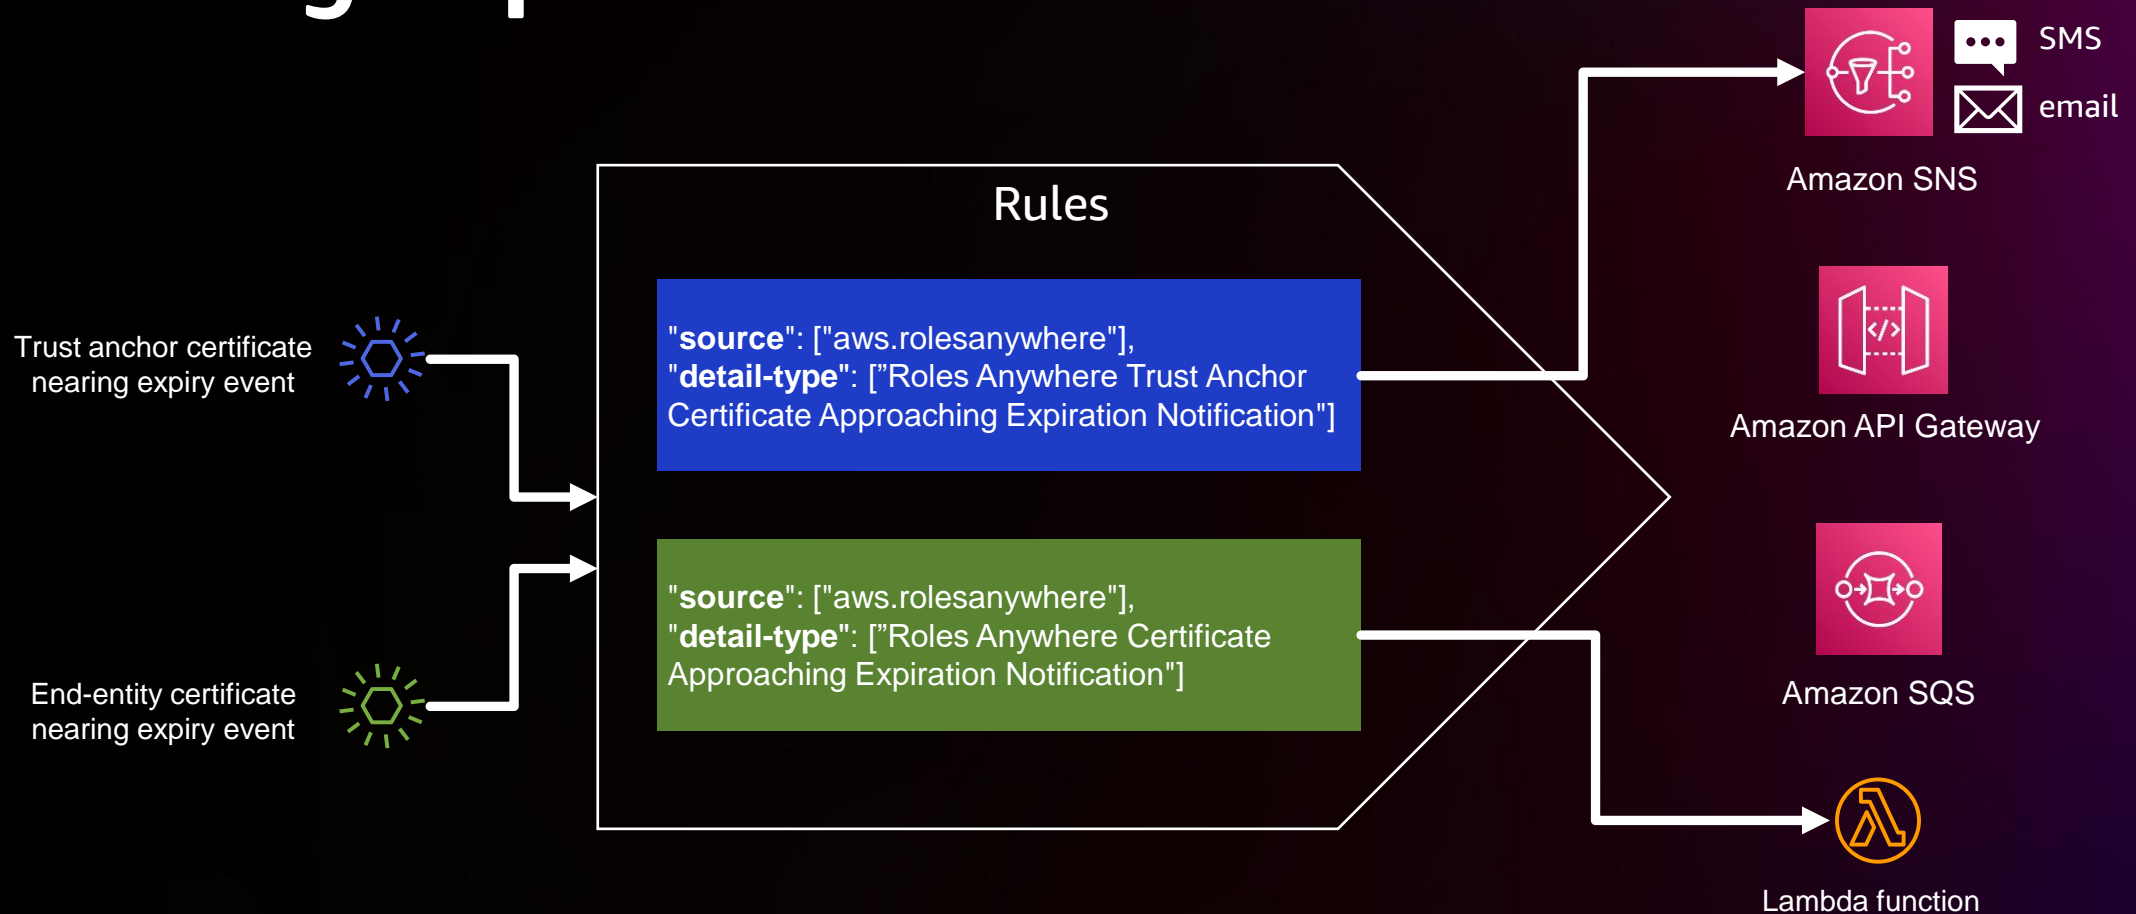 SMS
email
Amazon SNS
Rules
"source": ["aws.rolesanywhere"],
"detail-type": ["Roles Anywhere Trust Anchor
Certificate Approaching Expiration Notification"]
Trust anchor certificate
nearing expiry event
Amazon API Gateway
"source": ["aws.rolesanywhere"],
"detail-type": ["Roles Anywhere Certificate
Approaching Expiration Notification"]
End-entity certificate
nearing expiry event
Amazon SQS
Lambda function